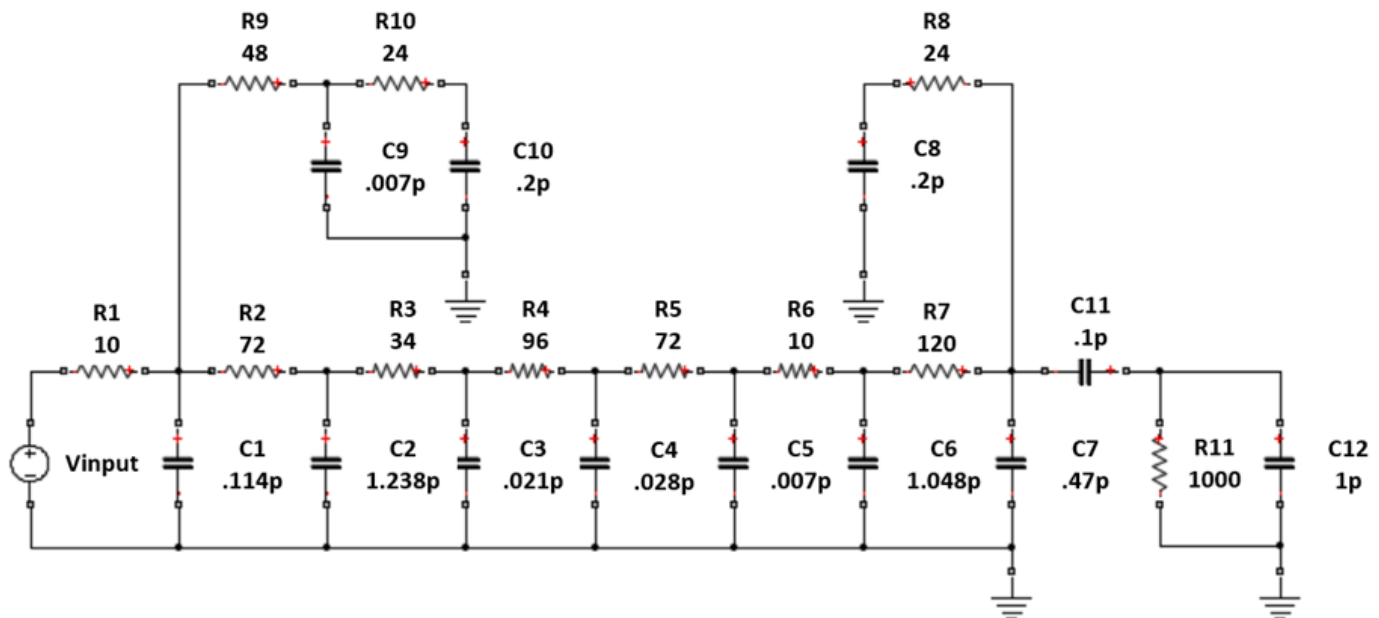 R9
48
R10
24
R8
24
C9
.007p
C10
.2p
C8
.2p
R1
10
R2
72
R3
34
R4
96
R5
72
R6
10
R7
120
C11
.1p
Vinput
C1
.114p
C2
1.238p
C3
.021p
C4
.028p
C5
.007p
C6
1.048p
C7
.47p
R11
1000
C12
1p